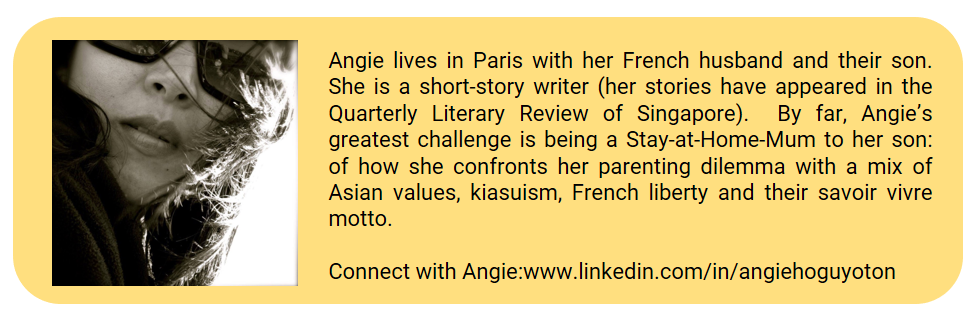 Angie lives in Paris with her French husband and their son.
She is a short-story writer (her stories have appeared in the
Quarterly Literary Review of Singapore).  By far, Angie’s
greatest challenge is being a Stay-at-Home-Mum to her son:
of how she confronts her parenting dilemma with a mix of
Asian values, kiasuism, French liberty and their savoir vivre
motto.
Connect with Angie:www.linkedin.com/in/angiehoguyoton